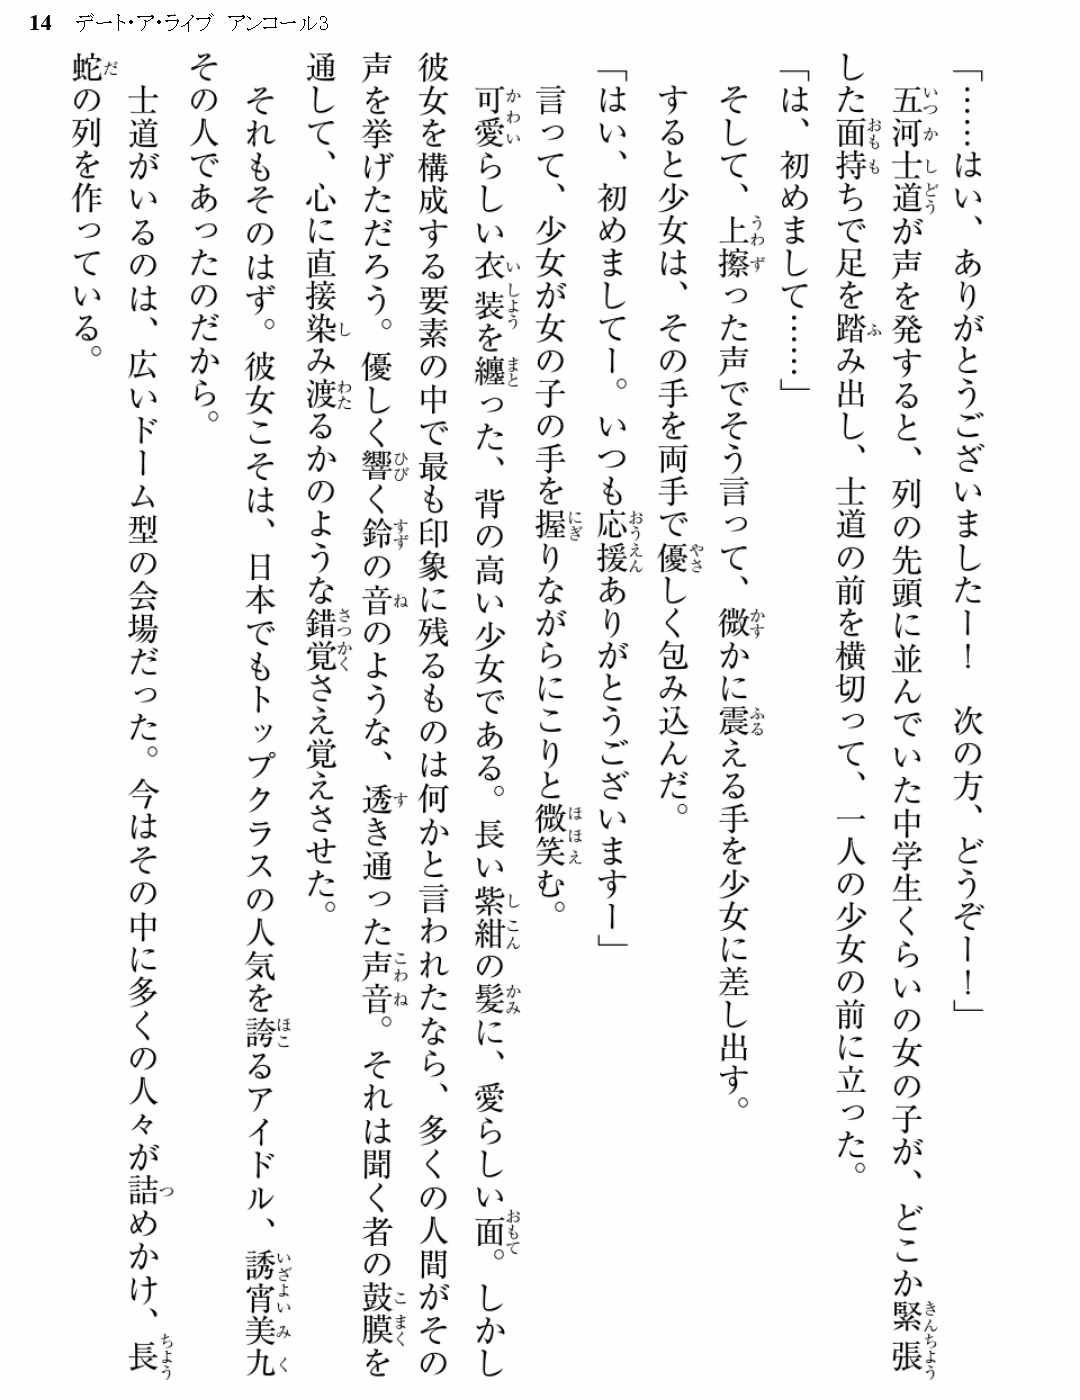 14 デート・ア・ライブ アンコール3
「……はい、ありがとうございましたー！　次の方、どうぞー！」
五河士道が声を発すると、列の先頭に並んでいた中学生くらいの女の子が、どこか緊張
した面持ちで足を踏み出し、士道の前を横切って、一人の少女の前に立った。
「は、初めまして……」
そして、上擦った声でそう言って、微かに震える手を少女に差し出す。
すると少女は、その手を両手で優しく包み込んだ。
「はい、初めましてー。いつも応援ありがとうございますー」
言って、少女が女の子の手を握りながらにこりと微笑む。
可愛らしい衣装を纏った、背の高い少女である。長い紫紺の髪に、愛らしい面。しかし
彼女を構成する要素の中で最も印象に残るものは何かと言われたなら、多くの人間がその
声を挙げただろう。優しく響く鈴の音のような、透き通った声音。それは聞く者の鼓膜を
通して、心に直接染み渡るかのような錯覚さえ覚えさせた。
それもそのはず。彼女こそは、日本でもトップクラスの人気を誇るアイドル、誘宵美九
その人であったのだから。
士道がいるのは、広いドーム型の会場だった。今はその中に多くの人々が詰めかけ、長
蛇の列を作っている。